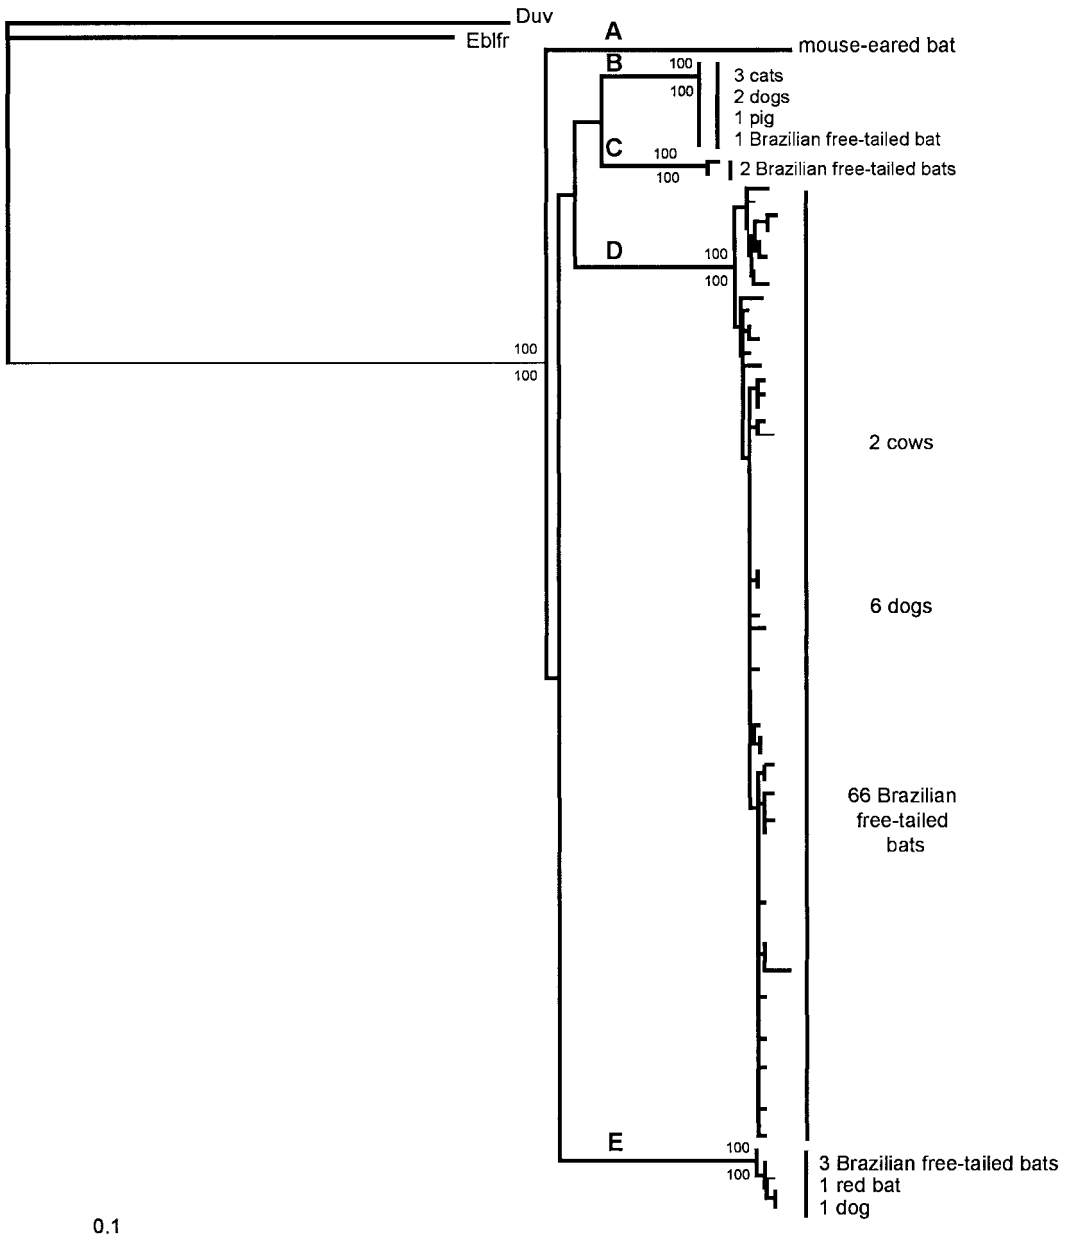 Duv
Eblfr
A
mouse-eared bat
B
100
100
3 cats
2 dogs
1 pig
1 Brazilian free-tailed bat
C
100
100
2 Brazilian free-tailed bats
D
100
100
100
100
2 cows
6 dogs
66 Brazilian
free-tailed
bats
E
100
100
3 Brazilian free-tailed bats
1 red bat
1 dog
0.1